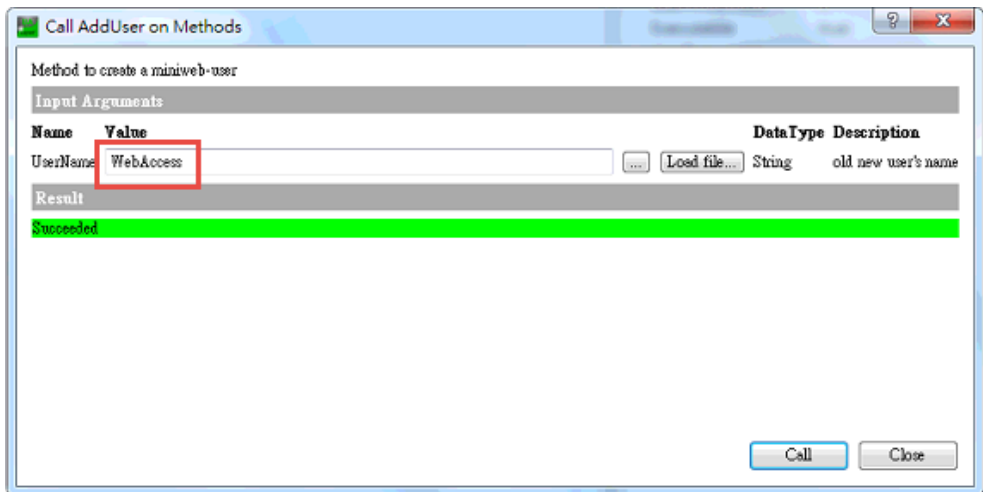 Call AddUser on Methods
Method to create a miniweb-user
Input Arguments
Name Value DataType Description
UserName WebAccess ... Load file... String old new user's name
Result
Succeeded
Call Close